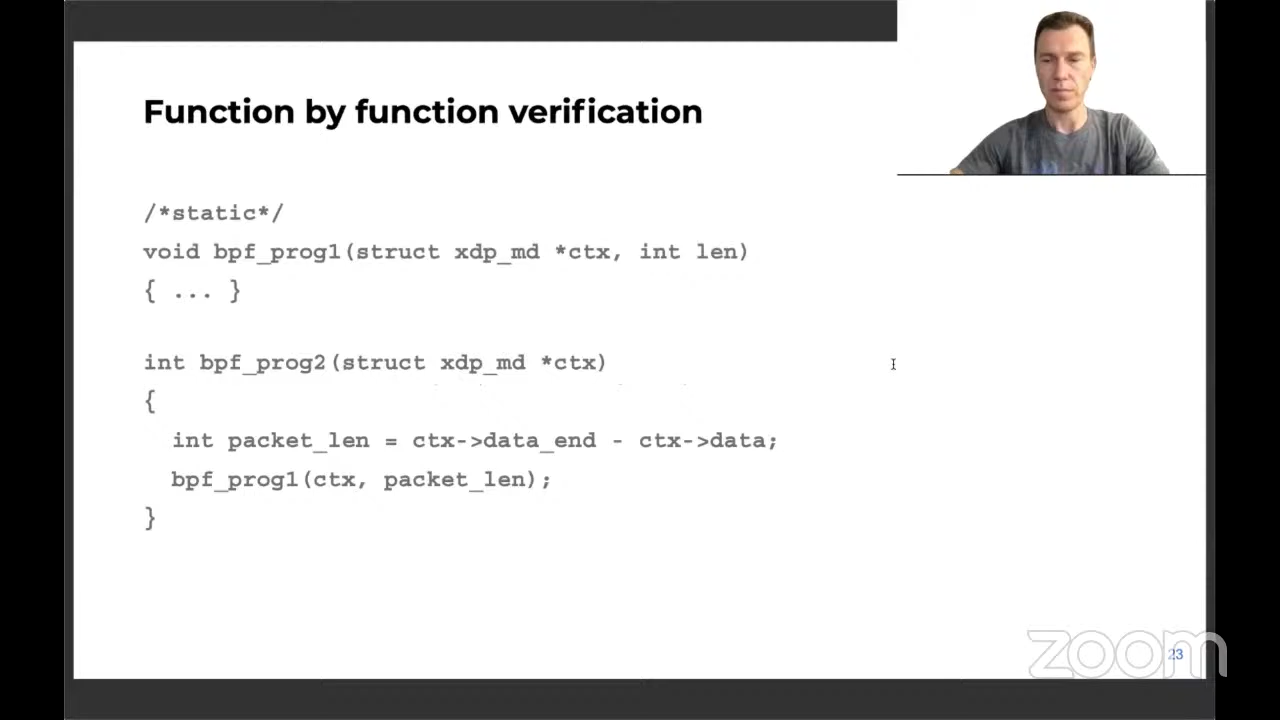 Function by function verification
/*static*/
void bpf_prog1(struct xdp_md *ctx, int len)
{ ... }
int bpf_prog2(struct xdp_md *ctx)
{
int packet_len = ctx->data_end - ctx->data;
bpf_prog1(ctx, packet_len);
}
zoom
23